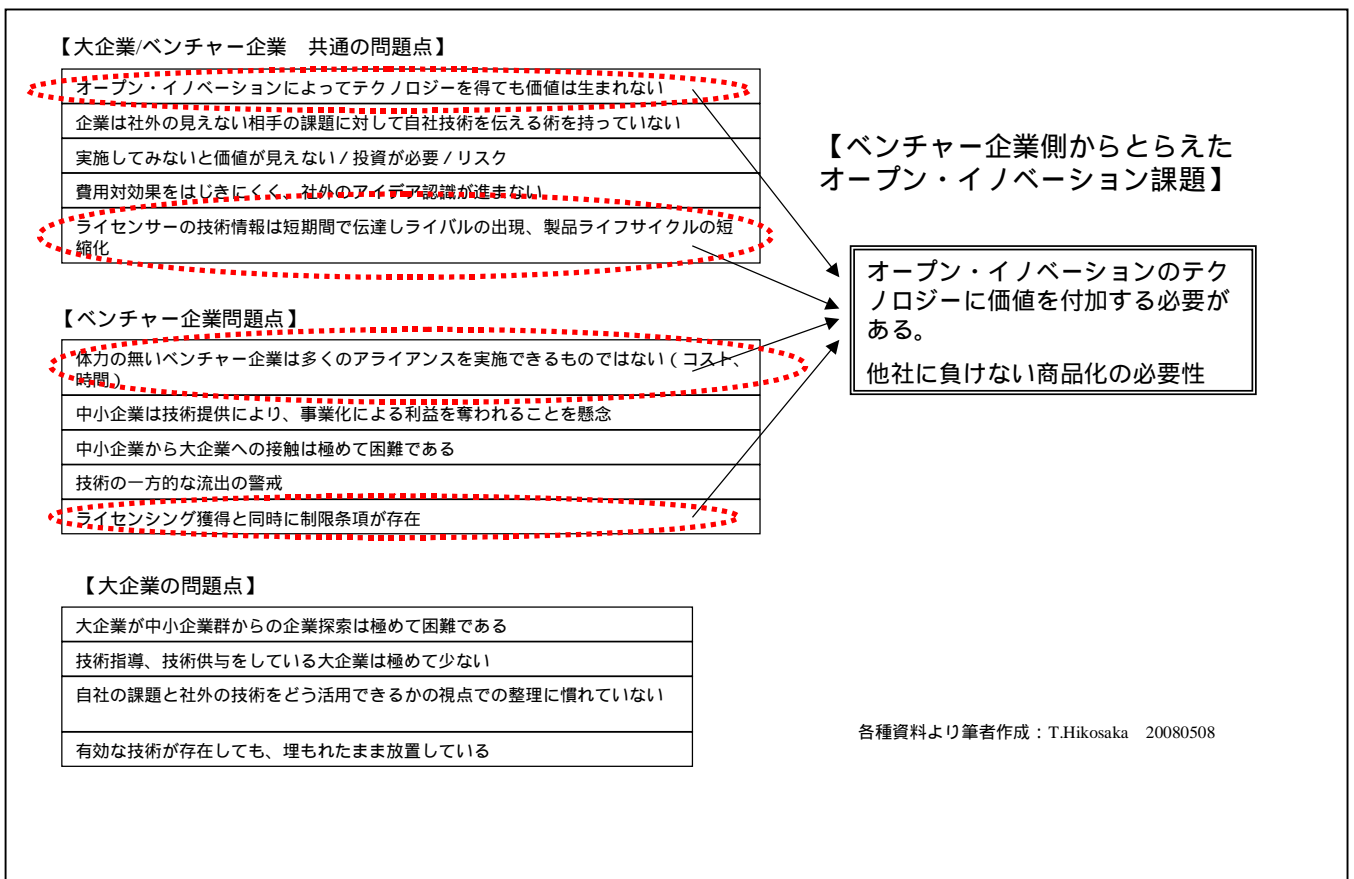 【大企業/ベンチャー企業　共通の問題点】
オープン・イノベーションによってテクノロジーを得ても価値は生まれない
企業は社外の見えない相手の課題に対して自社技術を伝える術を持っていない
実施してみないと価値が見えない / 投資が必要 / リスク
費用対効果をはじきにくく、社外のアイデア認識が進まない
ライセンサーの技術情報は短期間で伝達しライバルの出現、製品ライフサイクルの短
縮化
【ベンチャー企業問題点】
体力の無いベンチャー企業は多くのアライアンスを実施できるものではない（コスト、
時間）
中小企業は技術提供により、事業化による利益を奪われることを懸念
中小企業から大企業への接触は極めて困難である
技術の一方的な流出の警戒
ライセンシング獲得と同時に制限条項が存在
【大企業の問題点】
大企業が中小企業群からの企業探索は極めて困難である
技術指導、技術供与をしている大企業は極めて少ない
自社の課題と社外の技術をどう活用できるかの視点での整理に慣れていない
有効な技術が存在しても、埋もれたまま放置している
【ベンチャー企業側からとらえた
オープン・イノベーション課題】
オープン・イノベーションのテク
ノロジーに価値を付加する必要が
ある。
他社に負けない商品化の必要性
各種資料より筆者作成：T.Hikosaka　20080508